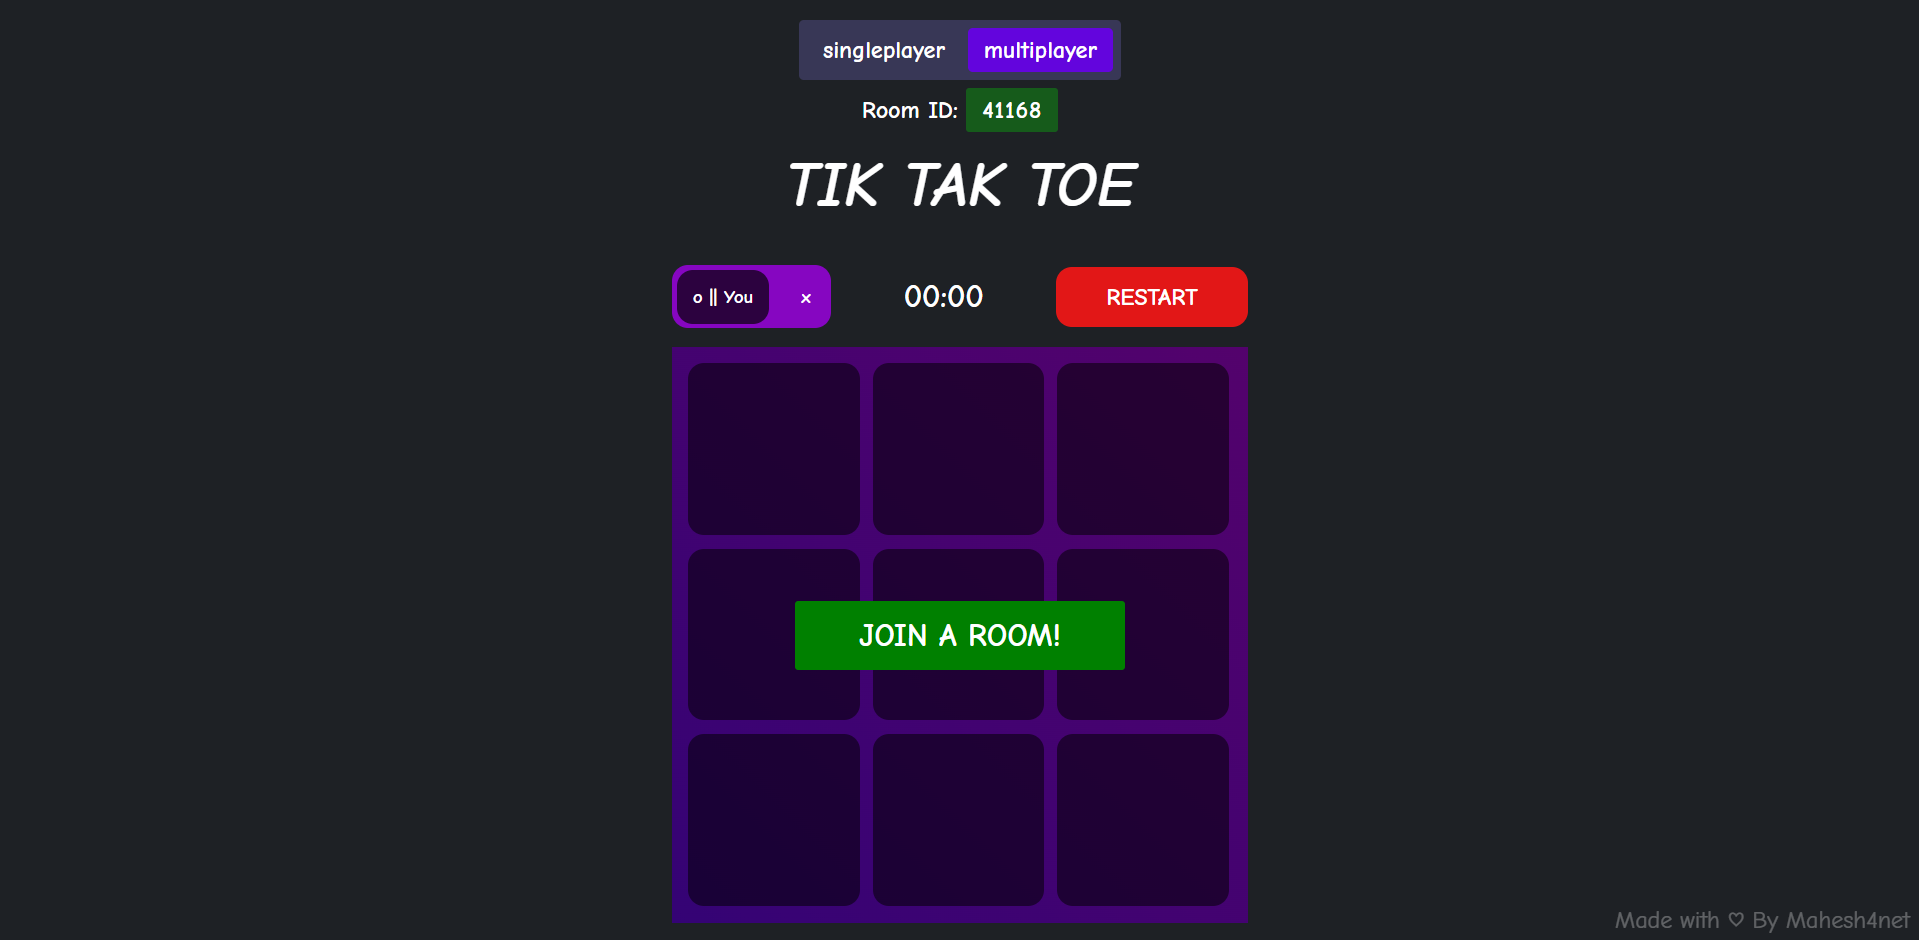 singleplayer multiplayer
Room ID: 41168
TIK TAK TOE
o || You x 00:00 RESTART
JOIN A ROOM!
Made with ♡ By Mahesh4net